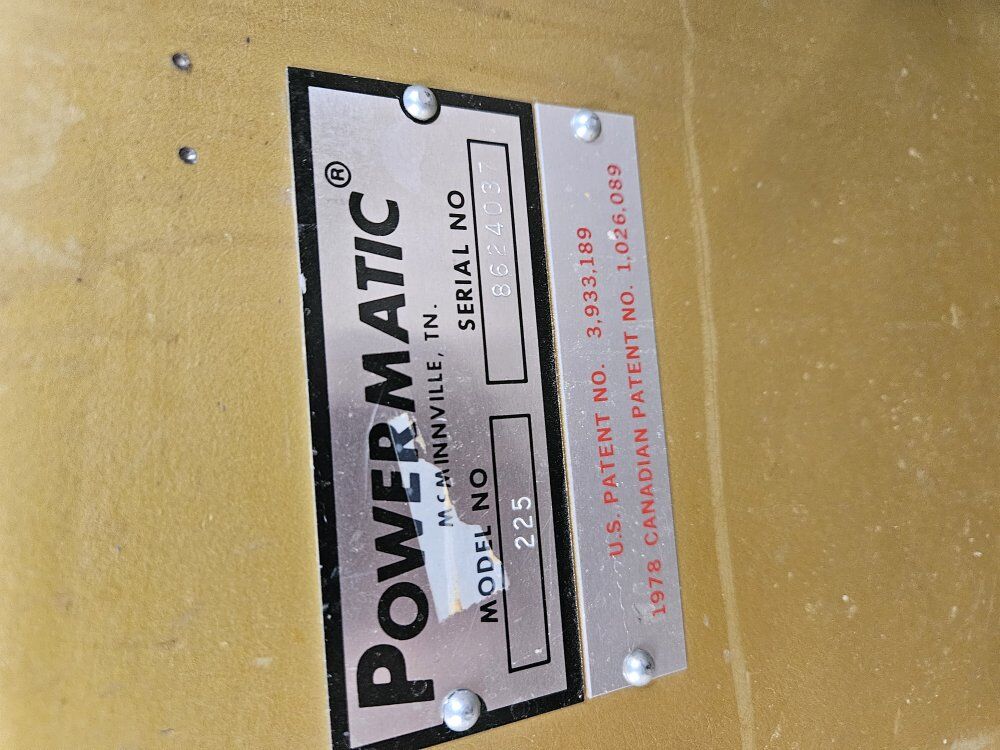 POWERMATIC®
McMINNVILLE, TN.
MODEL NO SERIAL NO
225 8624037
U.S. PATENT NO. 3,933,189
1978 CANADIAN PATENT NO. 1,026,089